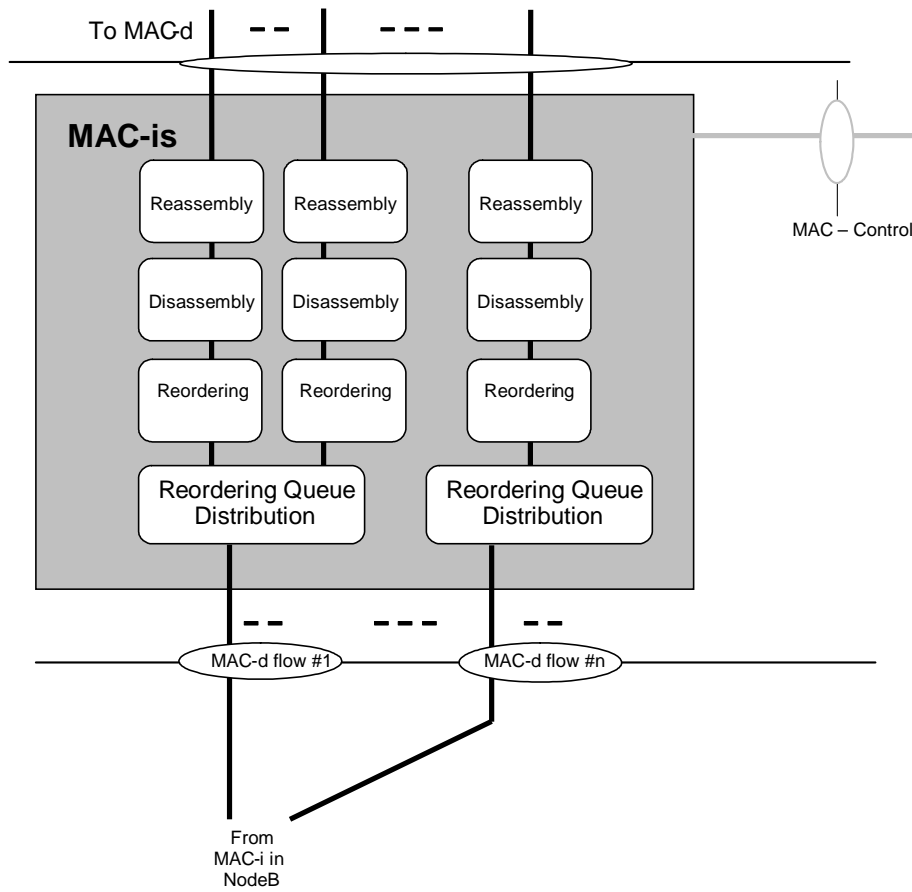 To MAC-d
MAC-is
MAC – Control
Reassembly Reassembly Reassembly
Disassembly Disassembly Disassembly
Reordering Reordering Reordering
Reordering Queue
Distribution
Reordering Queue
Distribution
MAC-d flow #1
MAC-d flow #n
From
MAC-i in
NodeB